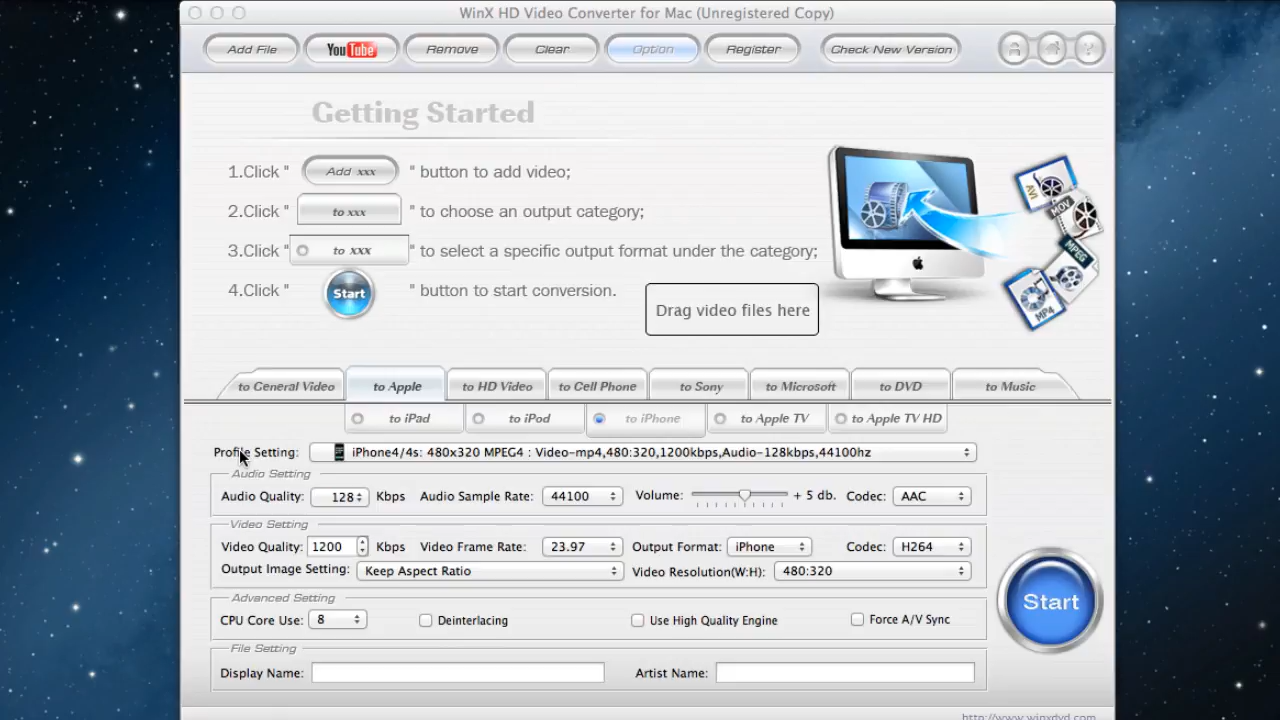 WinX HD Video Converter for Mac (Unregistered Copy)
Add File YouTube Remove Clear Option Register Check New Version
Getting Started
1.Click " Add xxx " button to add video;
2.Click " to xxx " to choose an output category;
3.Click " to xxx " to select a specific output format under the category;
4.Click " Start " button to start conversion.
Drag video files here
AVI
MOV
MPEG
MP4
to General Video to Apple to HD Video to Cell Phone to Sony to Microsoft to DVD to Music
to iPad to iPod to iPhone to Apple TV to Apple TV HD
Profile Setting: iPhone4/4s: 480x320 MPEG4 : Video-mp4,480:320,1200kbps,Audio-128kbps,44100hz
Audio Setting
Audio Quality: 128 Kbps Audio Sample Rate: 44100 Volume: + 5 db. Codec: AAC
Video Setting
Video Quality: 1200 Kbps Video Frame Rate: 23.97 Output Format: iPhone Codec: H264
Output Image Setting: Keep Aspect Ratio Video Resolution(W:H): 480:320
Advanced Setting
CPU Core Use: 8 Deinterlacing Use High Quality Engine Force A/V Sync
Start
File Setting
Display Name: Artist Name:
http://www.winxdvd.com